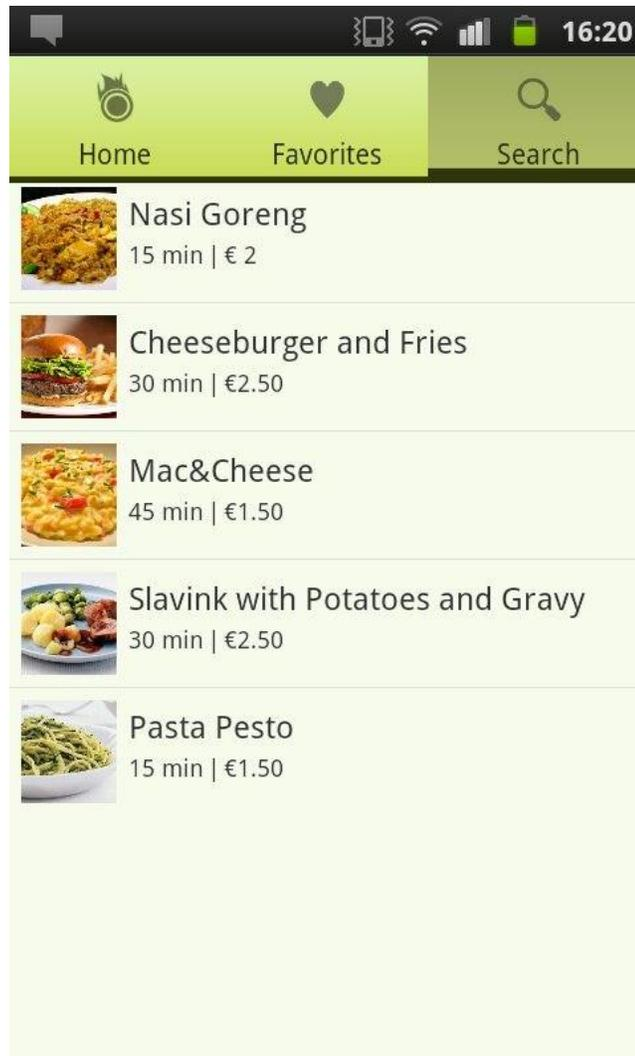 16:20
Home Favorites Search
Nasi Goreng
15 min | € 2
Cheeseburger and Fries
30 min | €2.50
Mac&Cheese
45 min | €1.50
Slavink with Potatoes and Gravy
30 min | €2.50
Pasta Pesto
15 min | €1.50